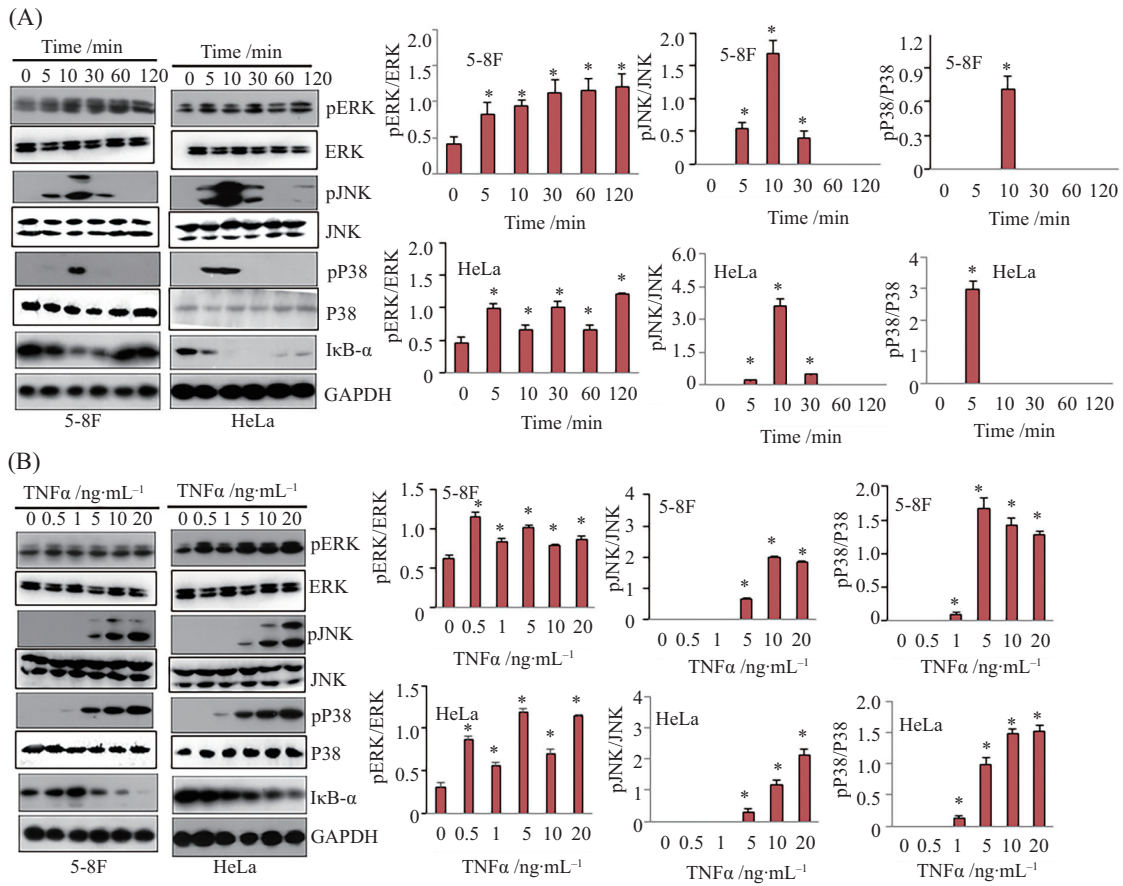 (A)
Time /min
0 5 10 30 60 120
Time /min
0 5 10 30 60 120
pERK
ERK
pJNK
JNK
pP38
P38
IκB-α
GAPDH
5-8F
HeLa
pERK/ERK
2.0
1.5
1.0
0.5
0
5-8F
* * * * *
0 5 10 30 60 120
Time /min
pJNK/JNK
2.0
1.5
1.0
0.5
0
5-8F
* * *
0 5 10 30 60 120
Time /min
pP38/P38
1.2
0.9
0.6
0.3
0
5-8F
*
0 5 10 30 60 120
Time /min
pERK/ERK
2.0
1.5
1.0
0.5
0
HeLa
* * * * *
0 5 10 30 60 120
Time /min
pJNK/JNK
6.0
4.5
3.0
1.5
0
HeLa
* * *
0 5 10 30 60 120
Time /min
pP38/P38
4
3
2
1
0
HeLa
*
0 5 10 30 60 120
Time /min
(B)
TNFα /ng·mL⁻¹
0 0.5 1 5 10 20
TNFα /ng·mL⁻¹
0 0.5 1 5 10 20
pERK
ERK
pJNK
JNK
pP38
P38
IκB-α
GAPDH
5-8F
HeLa
pERK/ERK
1.5
1.0
0.5
0
5-8F
* * * * *
0 0.5 1 5 10 20
TNFα /ng·mL⁻¹
pJNK/JNK
4
3
2
1
0
5-8F
* * *
0 0.5 1 5 10 20
TNFα /ng·mL⁻¹
pP38/P38
2.0
1.5
1.0
0.5
0
5-8F
* * * *
0 0.5 1 5 10 20
TNFα /ng·mL⁻¹
pERK/ERK
1.5
1.0
0.5
0
HeLa
* * * * *
0 0.5 1 5 10 20
TNFα /ng·mL⁻¹
pJNK/JNK
4
3
2
1
0
HeLa
* * *
0 0.5 1 5 10 20
TNFα /ng·mL⁻¹
pP38/P38
2.0
1.5
1.0
0.5
0
HeLa
* * * *
0 0.5 1 5 10 20
TNFα /ng·mL⁻¹